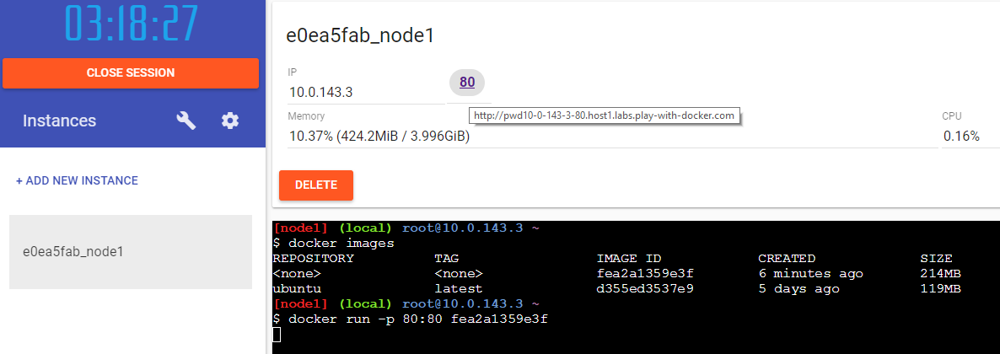 03:18:27
CLOSE SESSION
Instances
+ ADD NEW INSTANCE
e0ea5fab_node1
e0ea5fab_node1
IP
10.0.143.3
80
http://pwd10-0-143-3-80.host1.labs.play-with-docker.com
Memory
10.37% (424.2MiB / 3.996GiB)
CPU
0.16%
DELETE
[node1] (local) root@10.0.143.3 ~
$ docker images
REPOSITORY TAG IMAGE ID CREATED SIZE
<none> <none> fea2a1359e3f 6 minutes ago 214MB
ubuntu latest d355ed3537e9 5 days ago 119MB
[node1] (local) root@10.0.143.3 ~
$ docker run -p 80:80 fea2a1359e3f